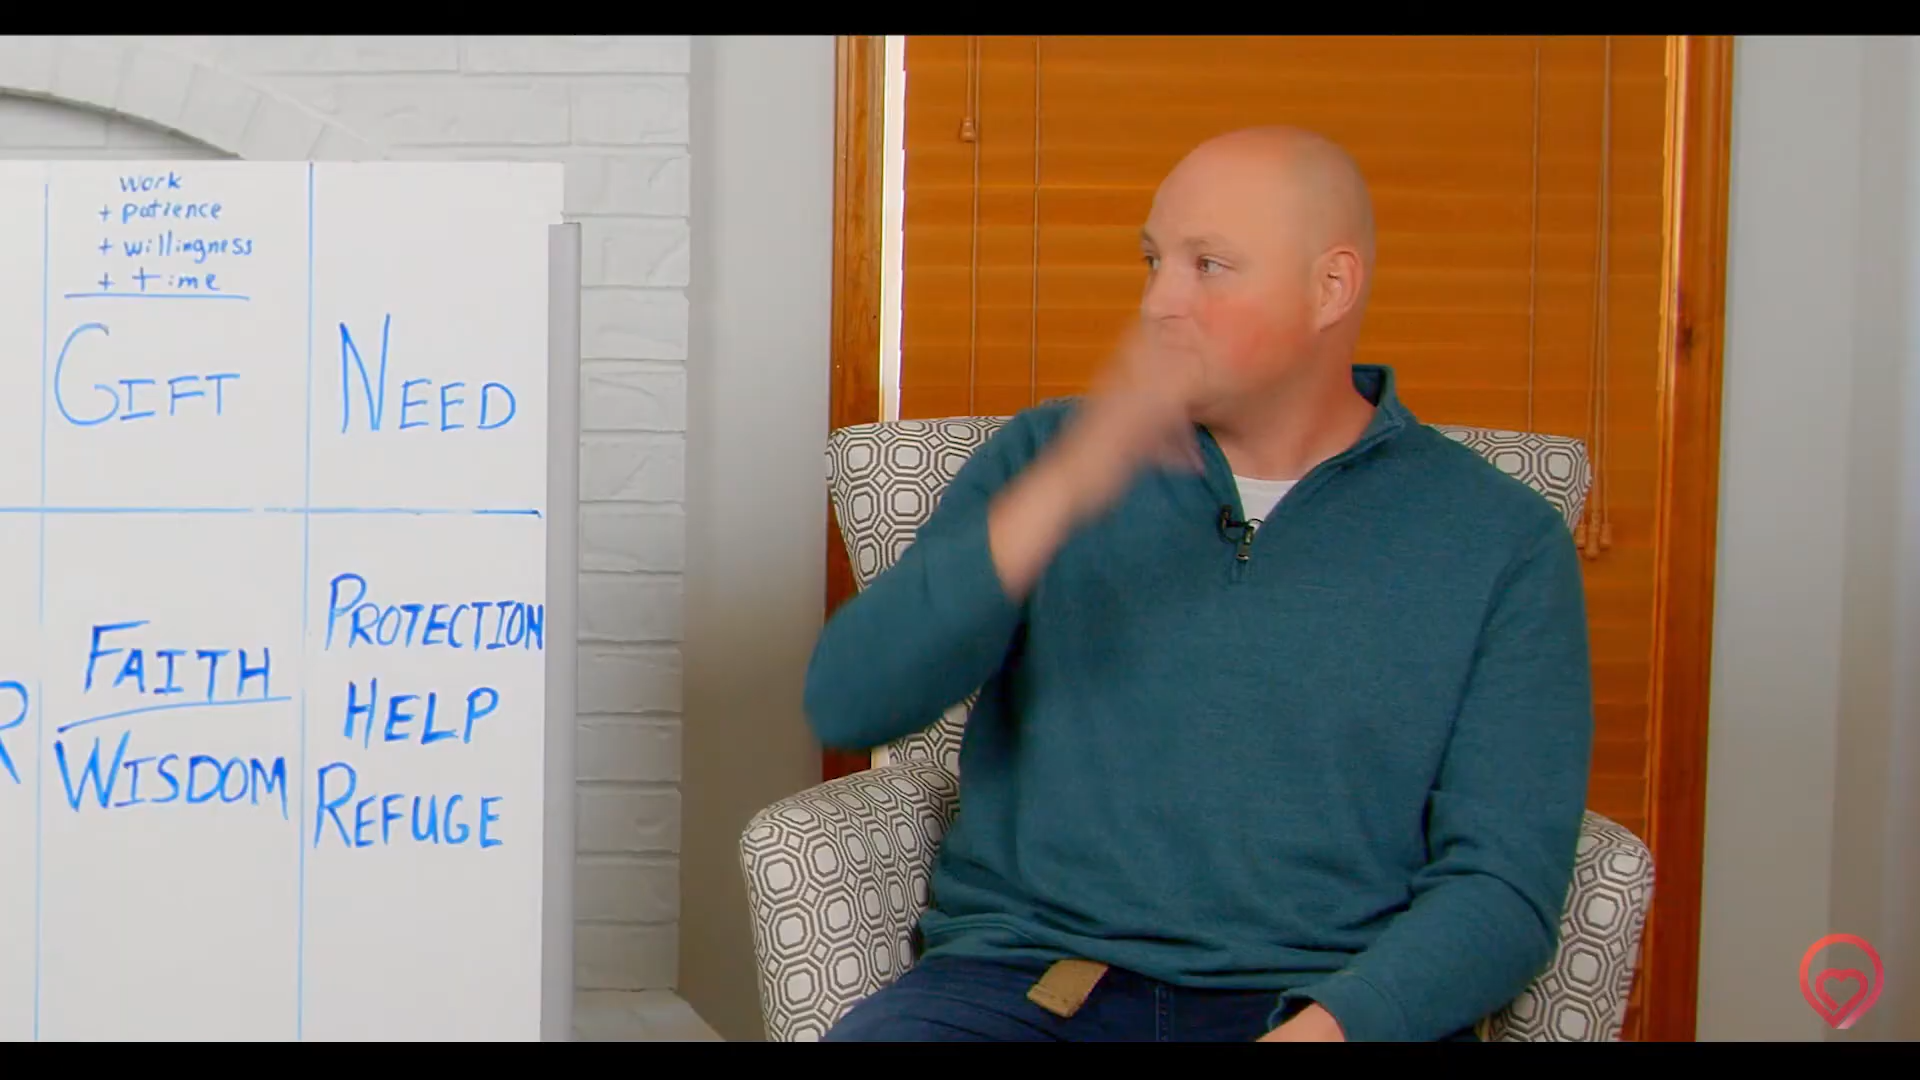 work
+ patience
+ willingness
+ time
GIFT
NEED
FAITH
WISDOM
PROTECTION
HELP
REFUGE
R